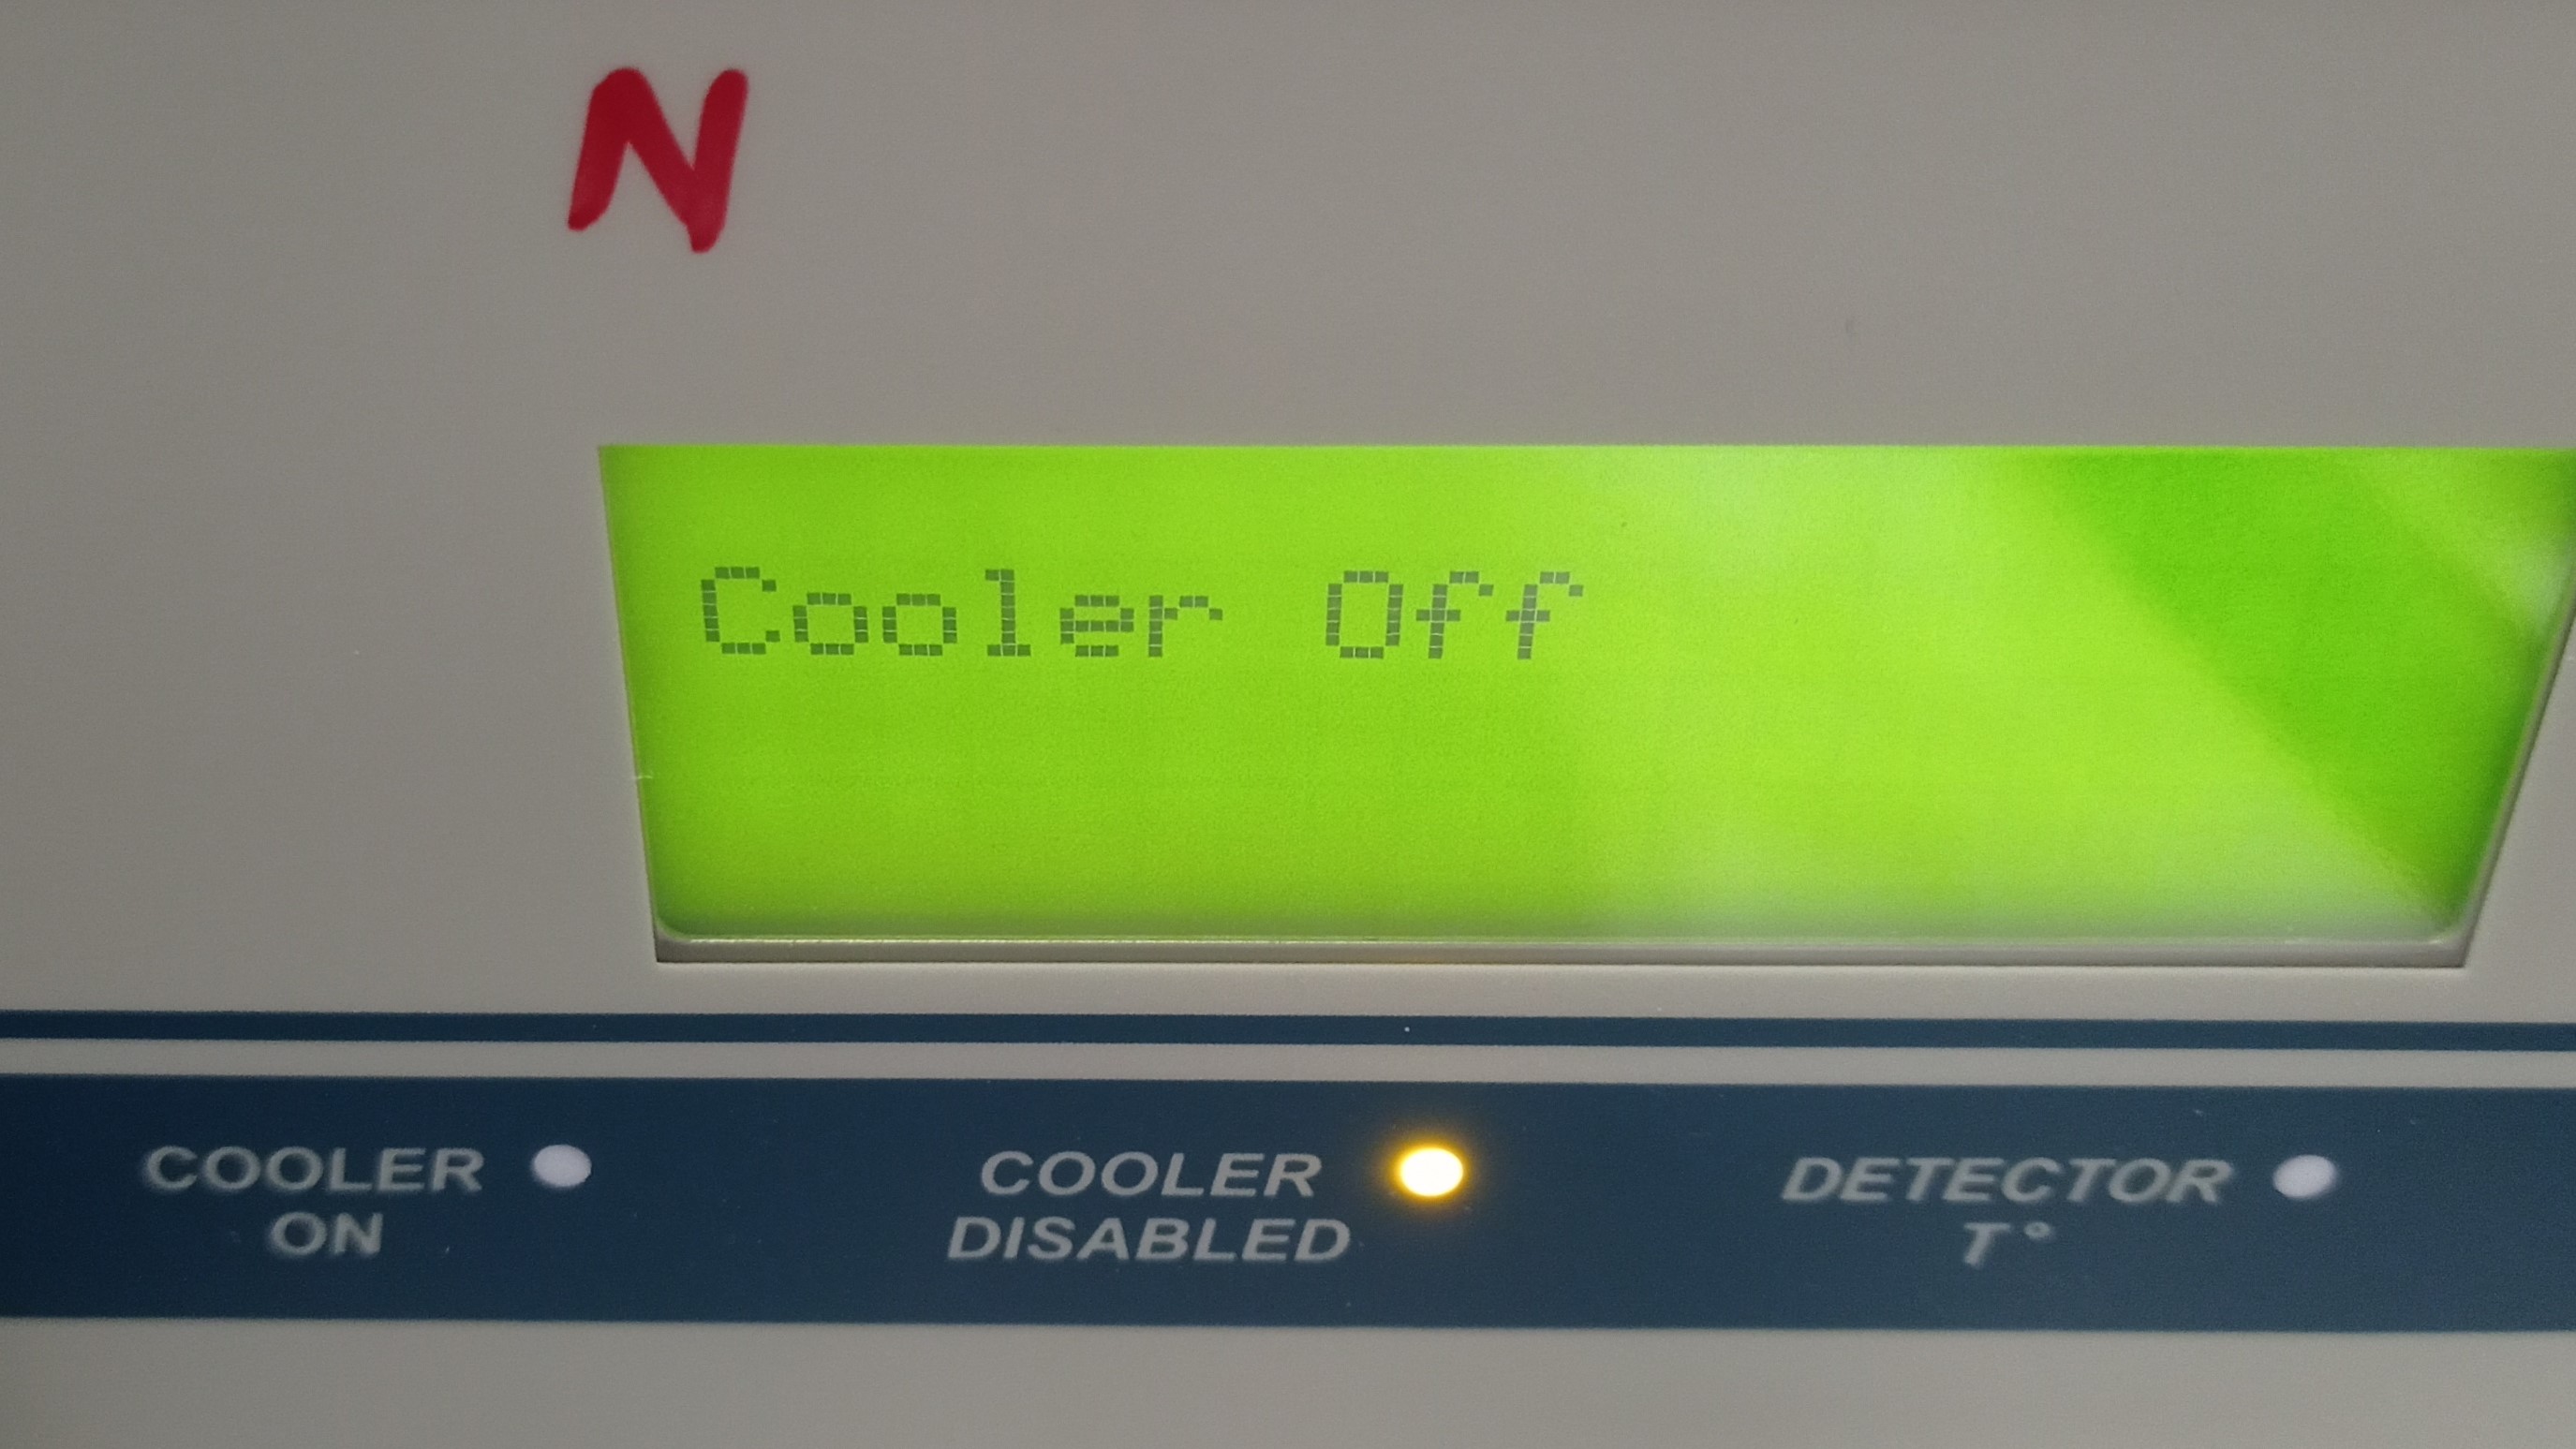 N
Cooler Off
COOLER
ON
COOLER
DISABLED
DETECTOR
T°